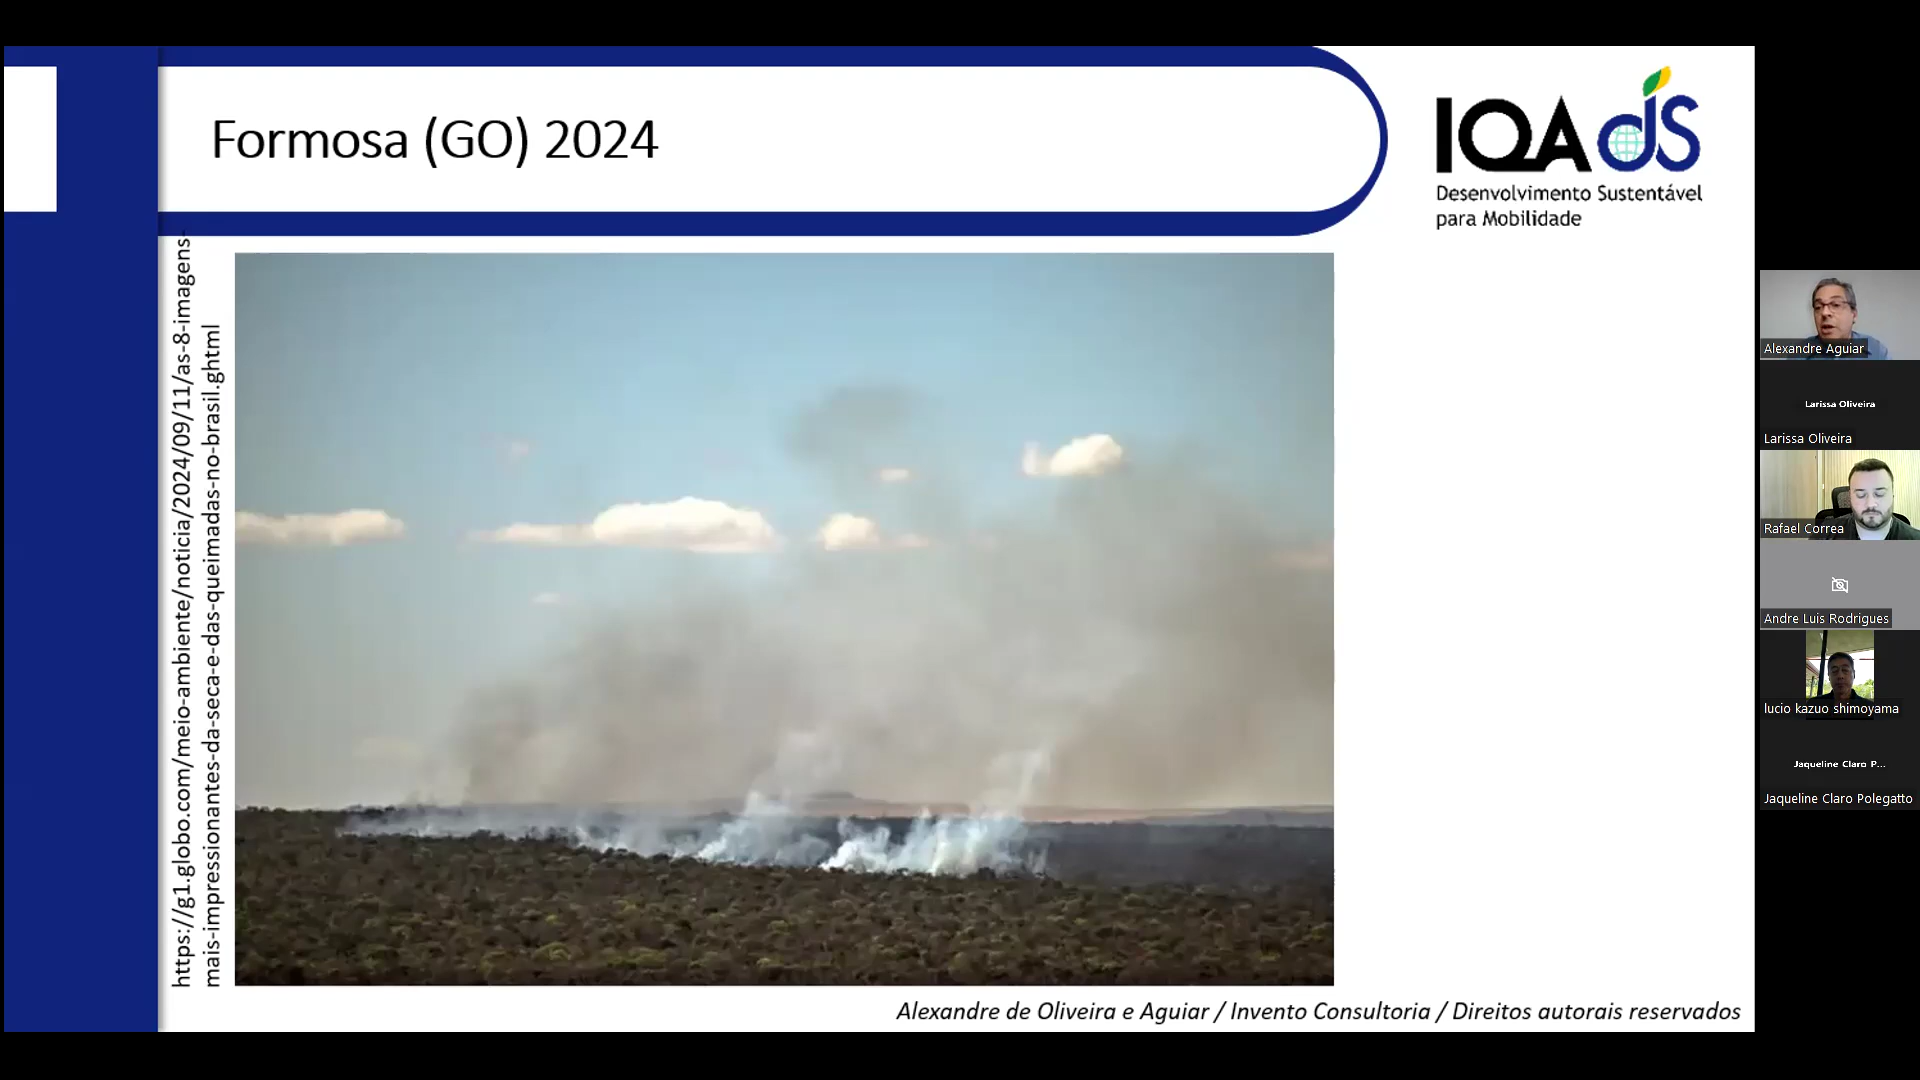 Formosa (GO) 2024
IQAdS
Desenvolvimento Sustentável
para Mobilidade
https://g1.globo.com/meio-ambiente/noticia/2024/09/11/as-8-imagens-
mais-impressionantes-da-seca-e-das-queimadas-no-brasil.ghtml
Alexandre de Oliveira e Aguiar / Invento Consultoria / Direitos autorais reservados
Alexandre Aguiar
Larissa Oliveira
Larissa Oliveira
Rafael Correa
Andre Luis Rodrigues
lucio kazuo shimoyama
Jaqueline Claro P...
Jaqueline Claro Polegatto